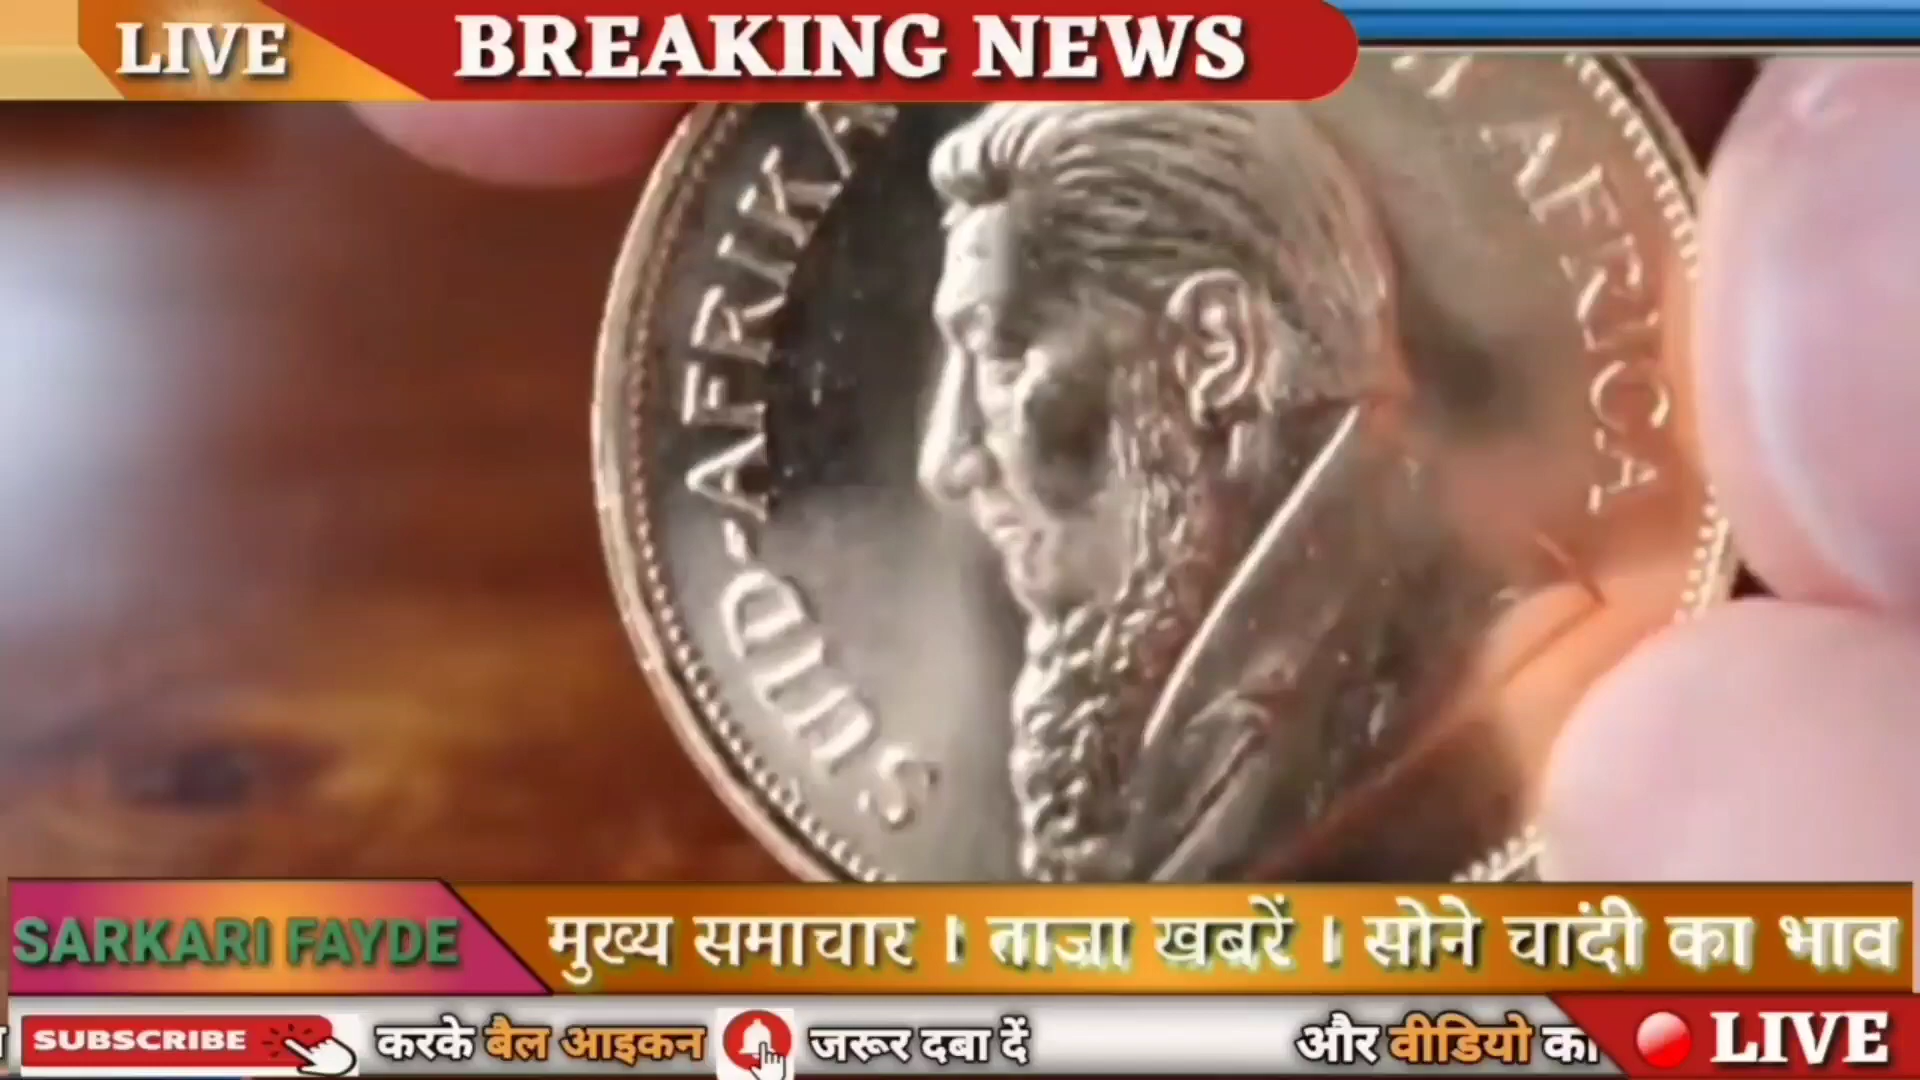 LIVE
BREAKING NEWS
SUID-AFRIKA
AFRICA
SARKARI FAYDE
मुख्य समाचार । ताजा खबरें । सोने चांदी का भाव
SUBSCRIBE करके बैल आइकन जरूर दबा दें और वीडियो का
LIVE